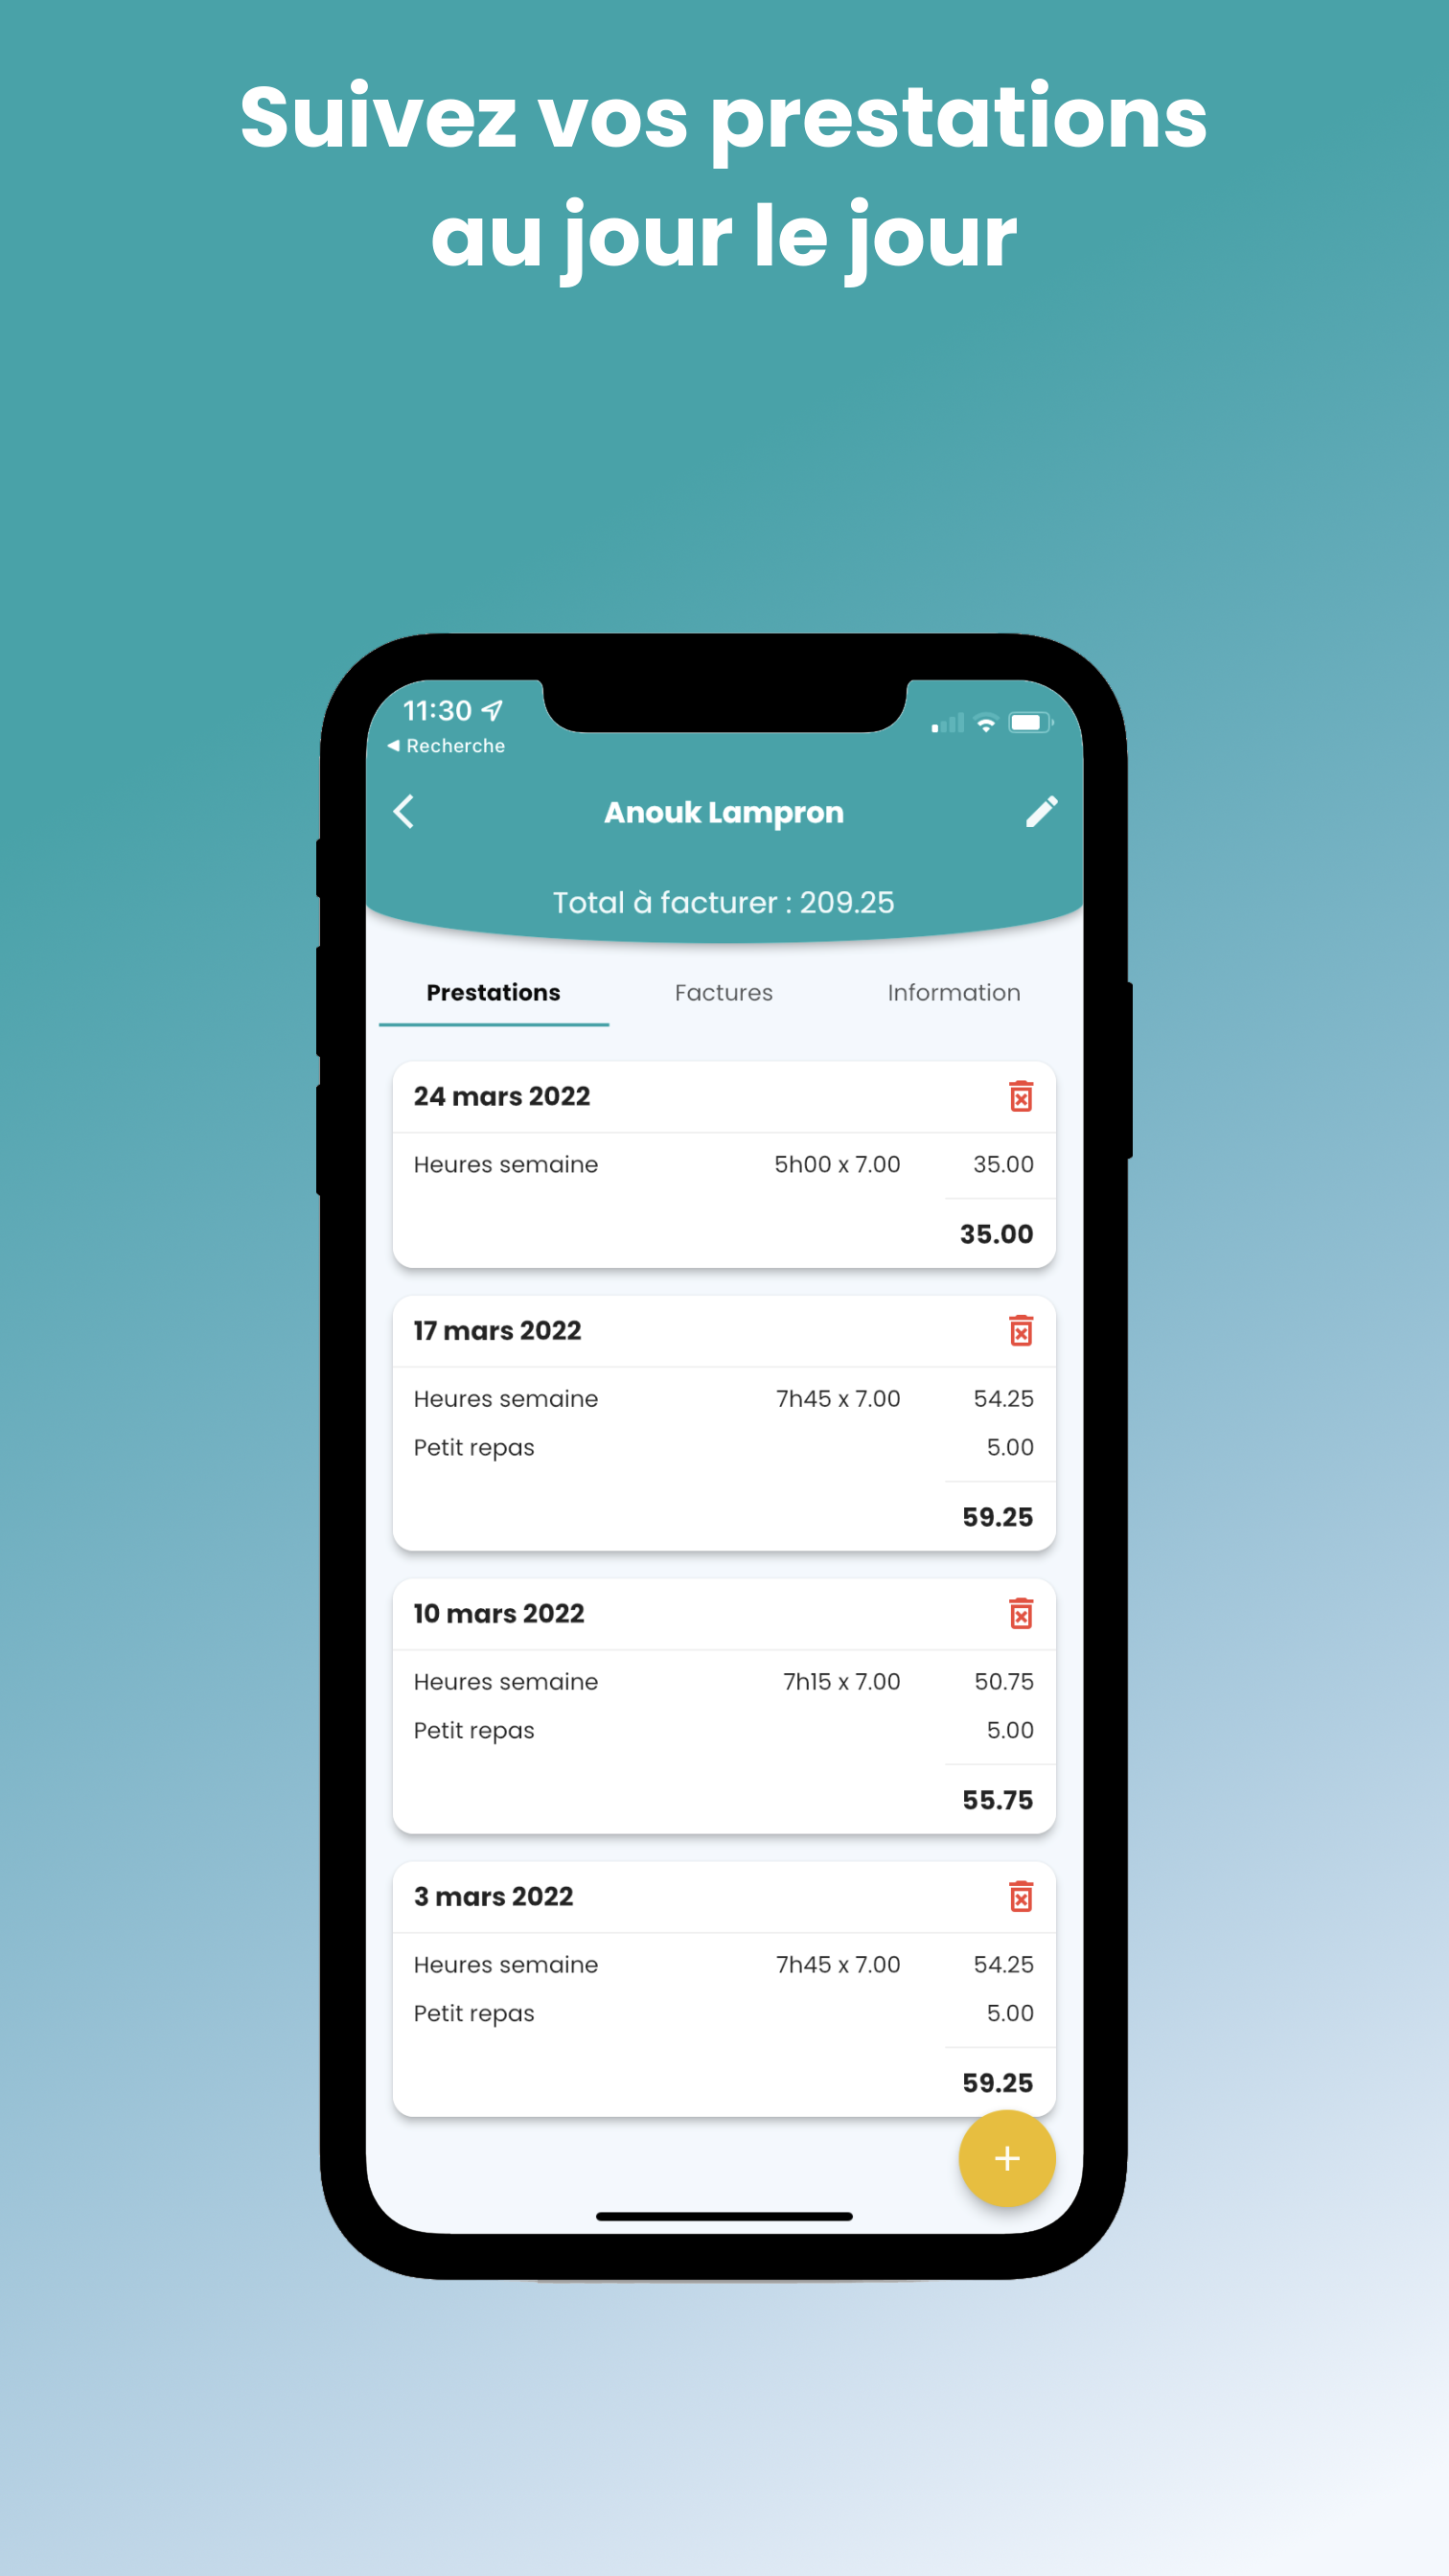 Suivez vos prestations
au jour le jour
11:30
Recherche
Anouk Lampron
Total à facturer : 209.25
Prestations Factures Information
24 mars 2022
Heures semaine 5h00 x 7.00 35.00
35.00
17 mars 2022
Heures semaine 7h45 x 7.00 54.25
Petit repas 5.00
59.25
10 mars 2022
Heures semaine 7h15 x 7.00 50.75
Petit repas 5.00
55.75
3 mars 2022
Heures semaine 7h45 x 7.00 54.25
Petit repas 5.00
59.25